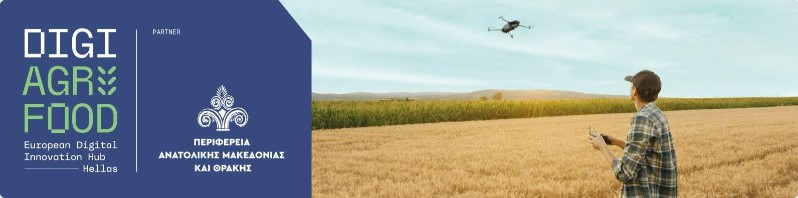 DIGI
AGRI
FOOD
European Digital
Innovation Hub
Hellas
PARTNER
ΠΕΡΙΦΕΡΕΙΑ
ΑΝΑΤΟΛΙΚΗΣ ΜΑΚΕΔΟΝΙΑΣ
ΚΑΙ ΘΡΑΚΗΣ